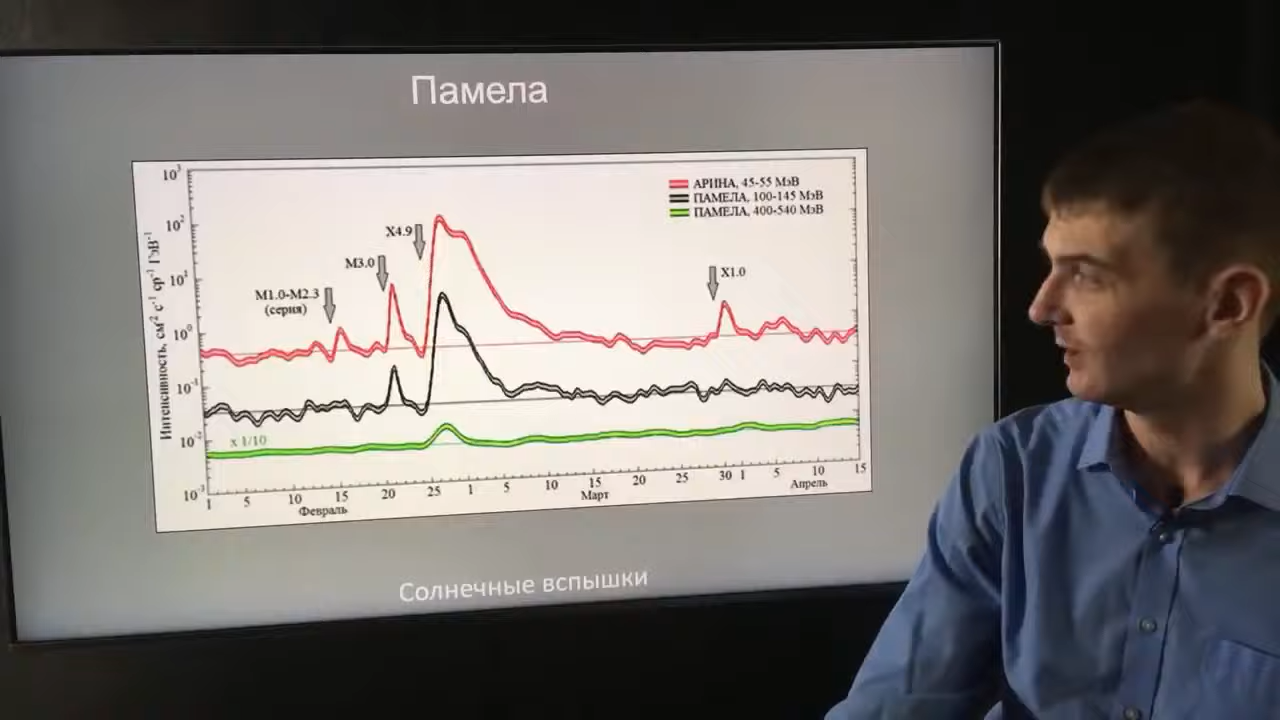 Памела
10³
10²
10¹
10⁰
10⁻¹
10⁻²
10⁻³
Интенсивность, см⁻² с⁻¹ ср⁻¹ ГэВ⁻¹
АРИНА, 45-55 МэВ
ПАМЕЛА, 100-145 МэВ
ПАМЕЛА, 400-540 МэВ
M1.0-M2.3
(серия)
M3.0
X4.9
X1.0
x 1/10
1 5 10 15 20 25 1 5 10 15 20 25 30 1 5 10 15
Февраль Март Апрель
Солнечные вспышки